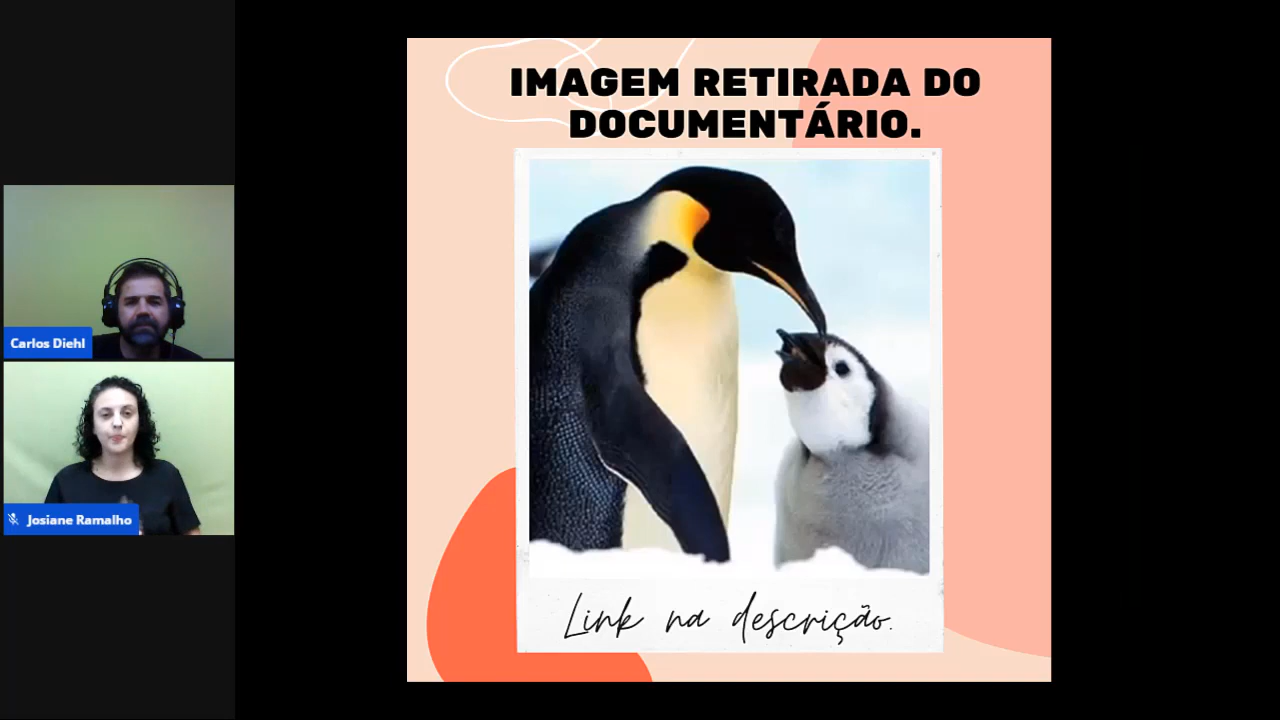 IMAGEM RETIRADA DO
DOCUMENTÁRIO.
Link na descrição.
Carlos Diehl
Josiane Ramalho